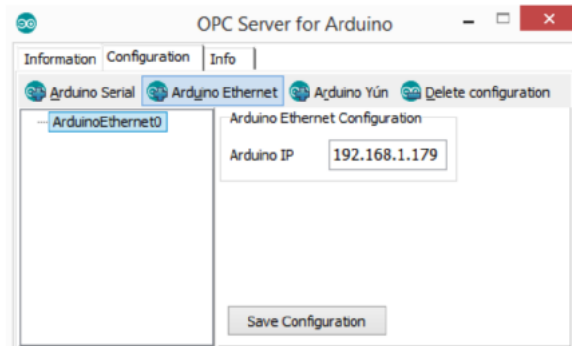 OPC Server for Arduino
Information Configuration Info
Arduino Serial Arduino Ethernet Arduino Yún Delete configuration
ArduinoEthernet0
Arduino Ethernet Configuration
Arduino IP 192.168.1.179
Save Configuration